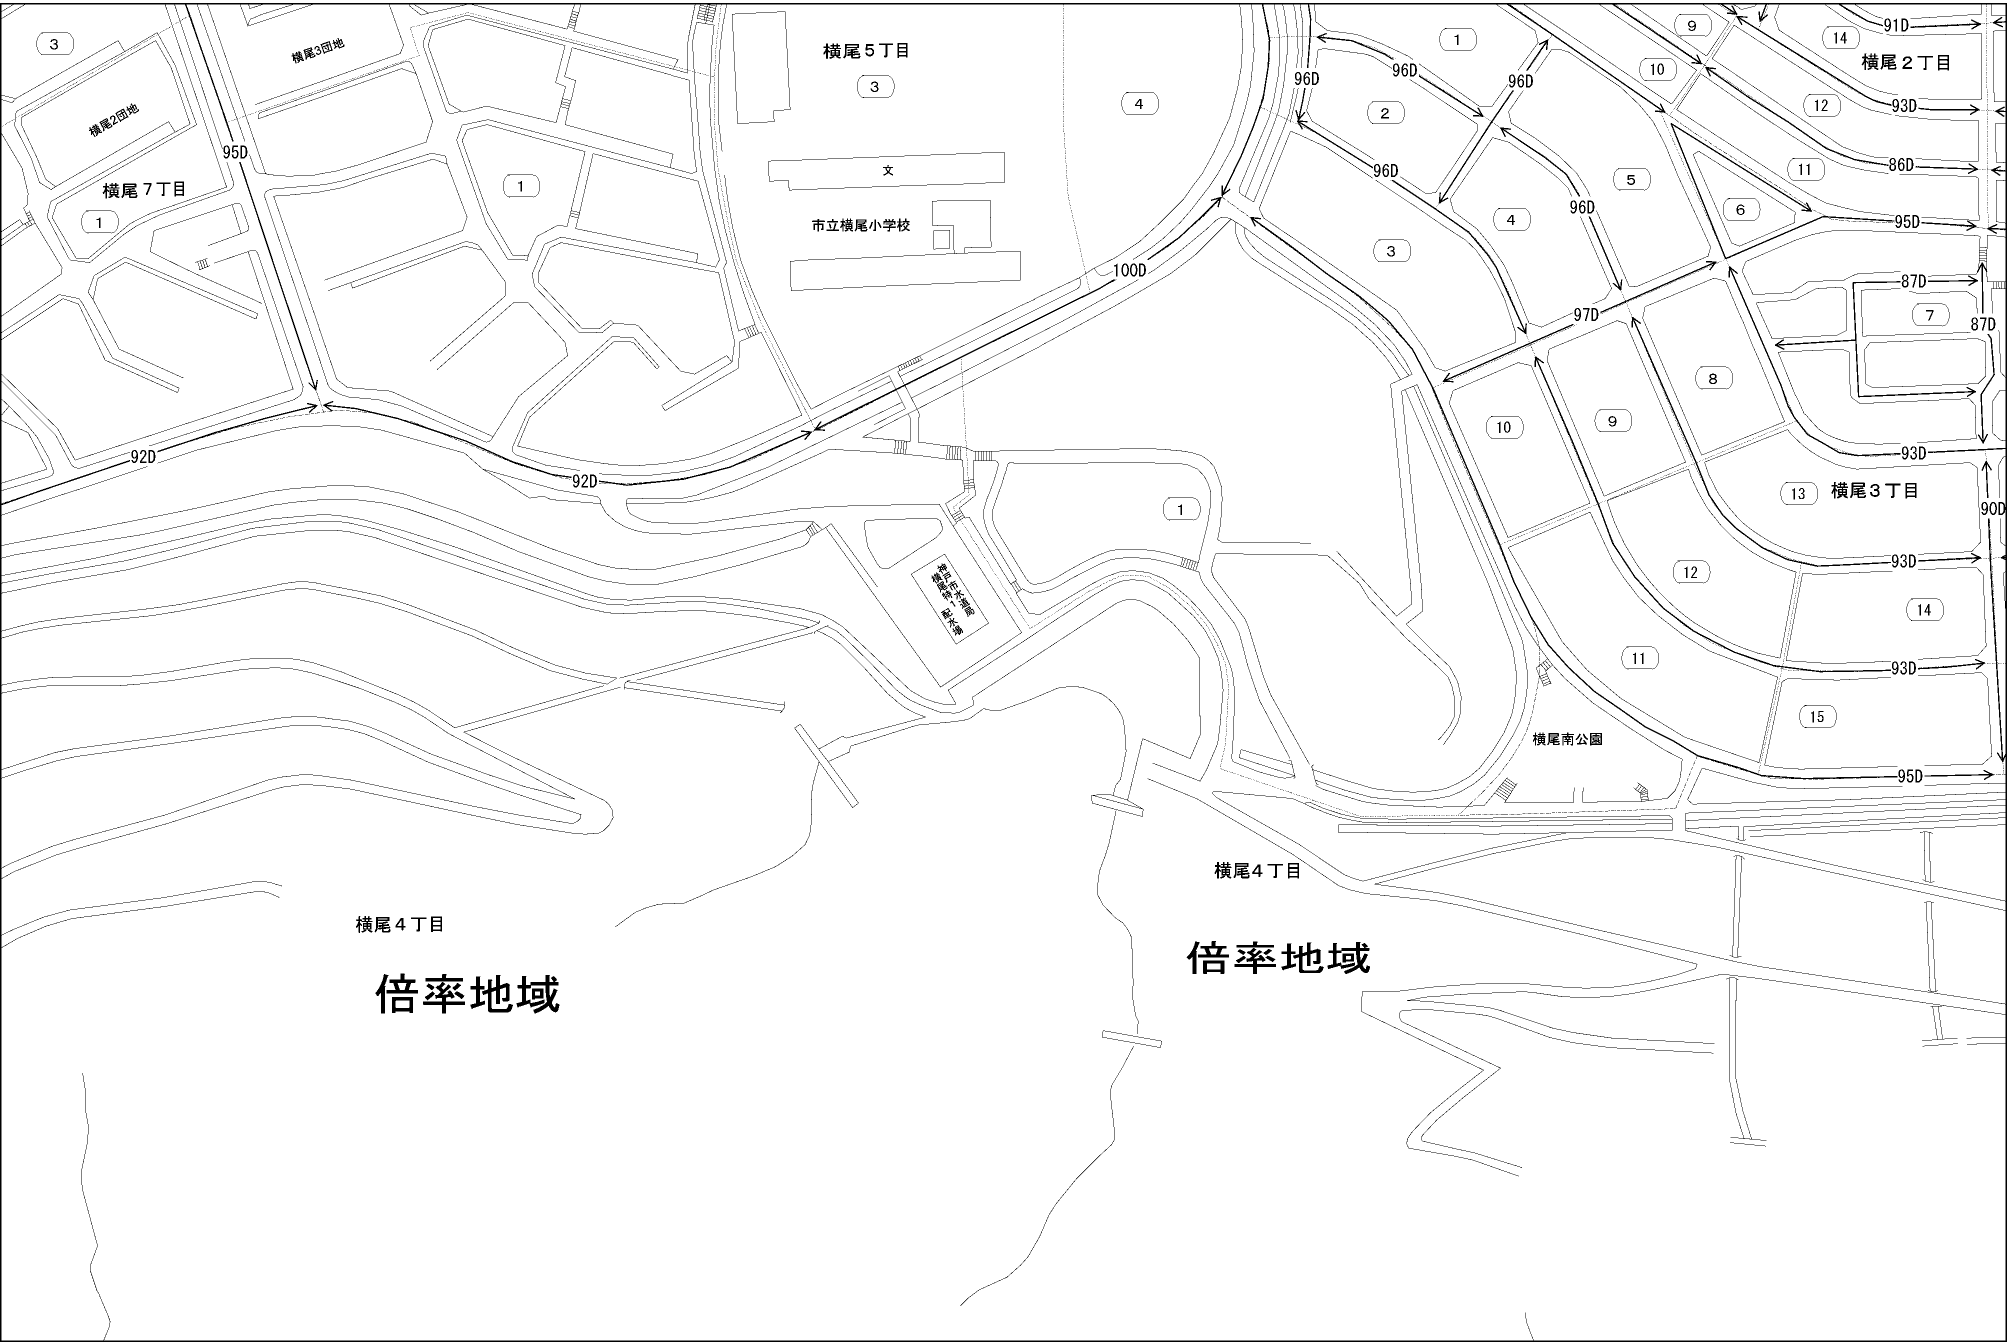 3
横尾3団地
横尾５丁目
3
4
1
9
91D
14
横尾２丁目
10
12
93D
96D
96D
96D
2
横尾2団地
95D
横尾７丁目
1
1
文
市立横尾小学校
96D
5
11
86D
96D
4
6
95D
3
100D
87D
7
87D
97D
8
9
10
93D
13
横尾３丁目
90D
92D
92D
1
神戸市水道局
横尾特1配水場
12
93D
14
11
93D
15
横尾南公園
95D
横尾４丁目
横尾４丁目
倍率地域
倍率地域